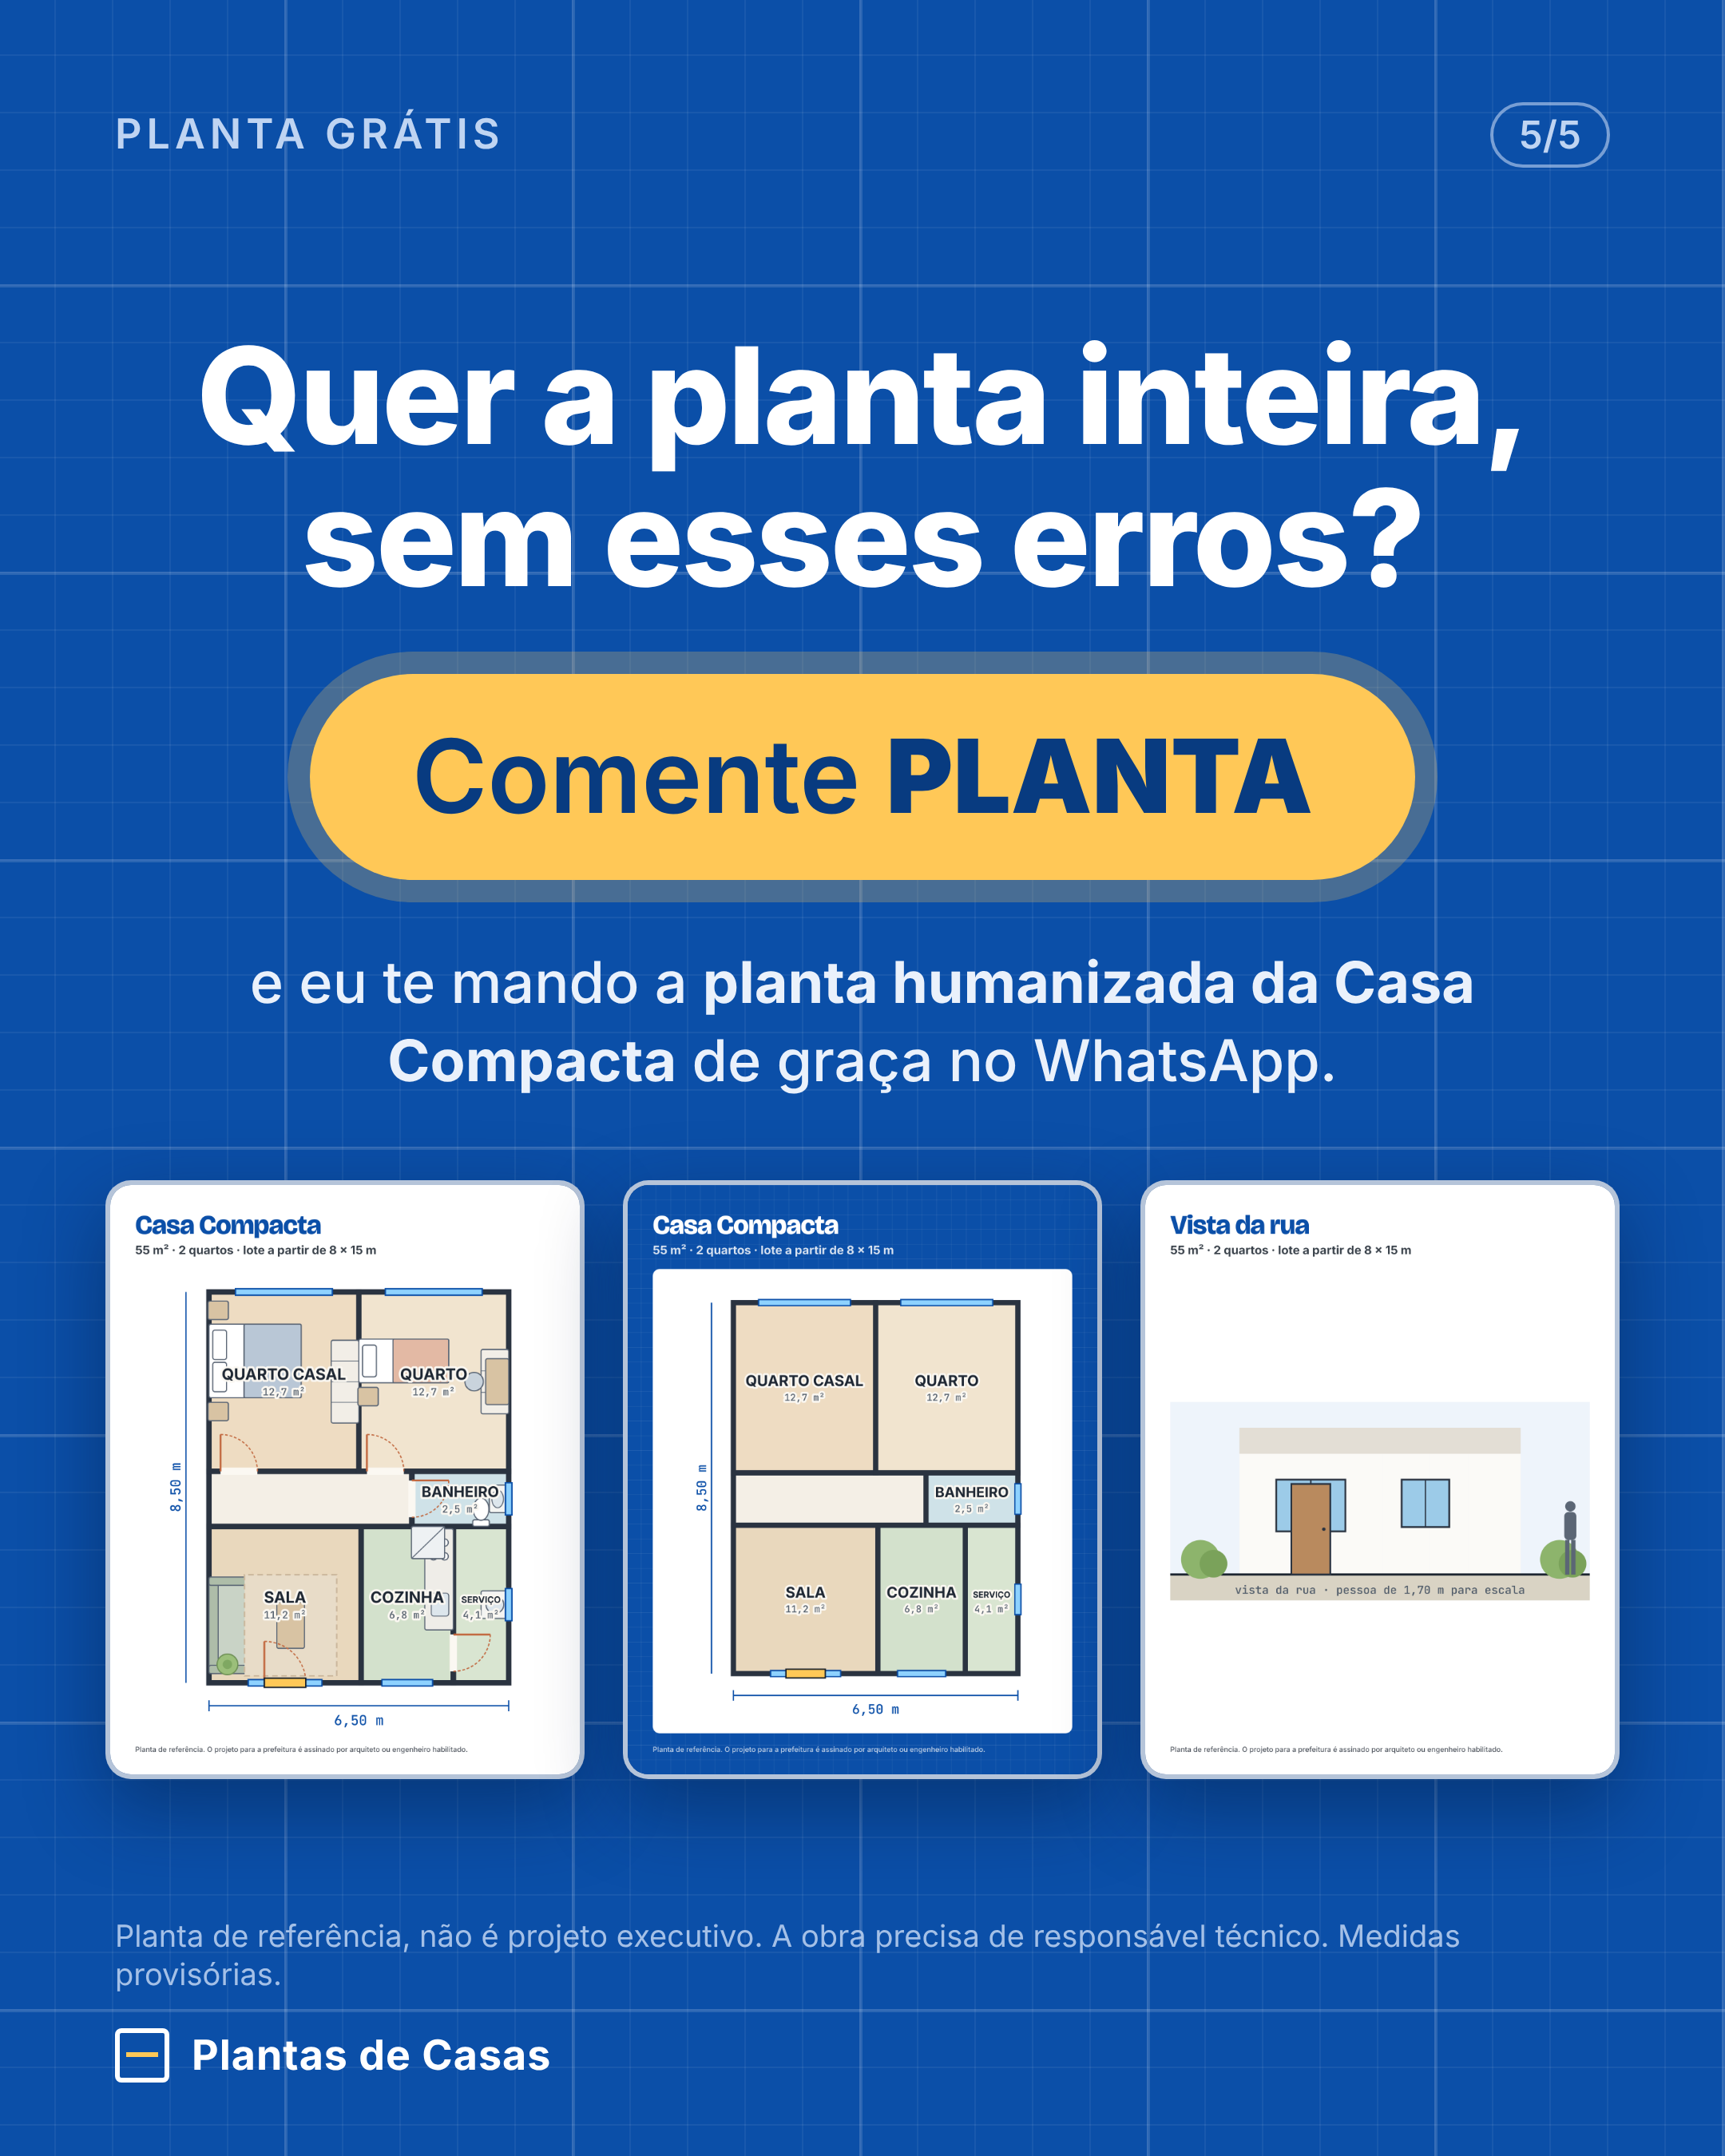 PLANTA GRÁTIS
5/5
Quer a planta inteira,
sem esses erros?
Comente PLANTA
e eu te mando a planta humanizada da Casa
Compacta de graça no WhatsApp.
Casa Compacta
55 m² · 2 quartos · lote a partir de 8 × 15 m
QUARTO CASAL
12,7 m²
QUARTO
12,7 m²
BANHEIRO
2,5 m²
SALA
11,2 m²
COZINHA
6,8 m²
SERVIÇO
4,1 m²
8,50 m
6,50 m
Planta de referência. O projeto para a prefeitura é assinado por arquiteto ou engenheiro habilitado.
Casa Compacta
55 m² · 2 quartos · lote a partir de 8 × 15 m
QUARTO CASAL
12,7 m²
QUARTO
12,7 m²
BANHEIRO
2,5 m²
SALA
11,2 m²
COZINHA
6,8 m²
SERVIÇO
4,1 m²
8,50 m
6,50 m
Planta de referência. O projeto para a prefeitura é assinado por arquiteto ou engenheiro habilitado.
Vista da rua
55 m² · 2 quartos · lote a partir de 8 × 15 m
vista da rua · pessoa de 1,70 m para escala
Planta de referência. O projeto para a prefeitura é assinado por arquiteto ou engenheiro habilitado.
Planta de referência, não é projeto executivo. A obra precisa de responsável técnico. Medidas
provisórias.
Plantas de Casas